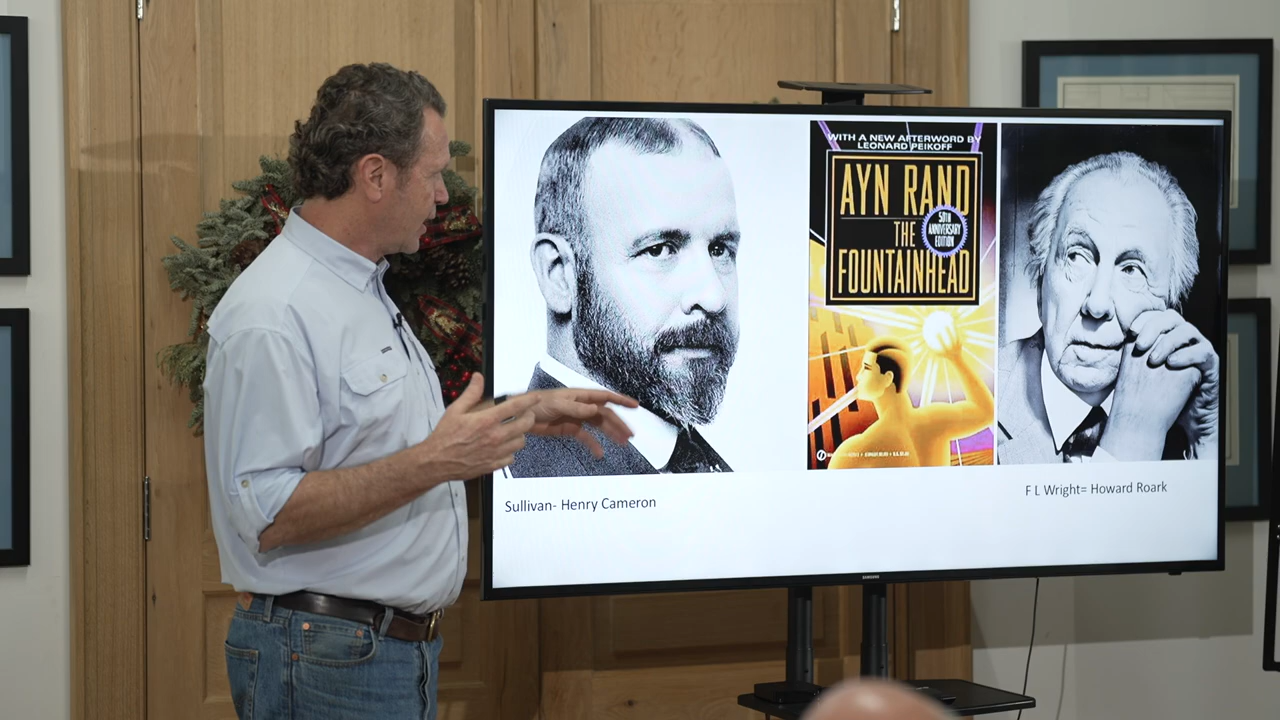 WITH A NEW AFTERWORD BY
LEONARD PEIKOFF
AYN RAND
THE
50TH
ANNIVERSARY
EDITION
FOUNTAINHEAD
Sullivan- Henry Cameron
F L Wright= Howard Roark
SAMSUNG